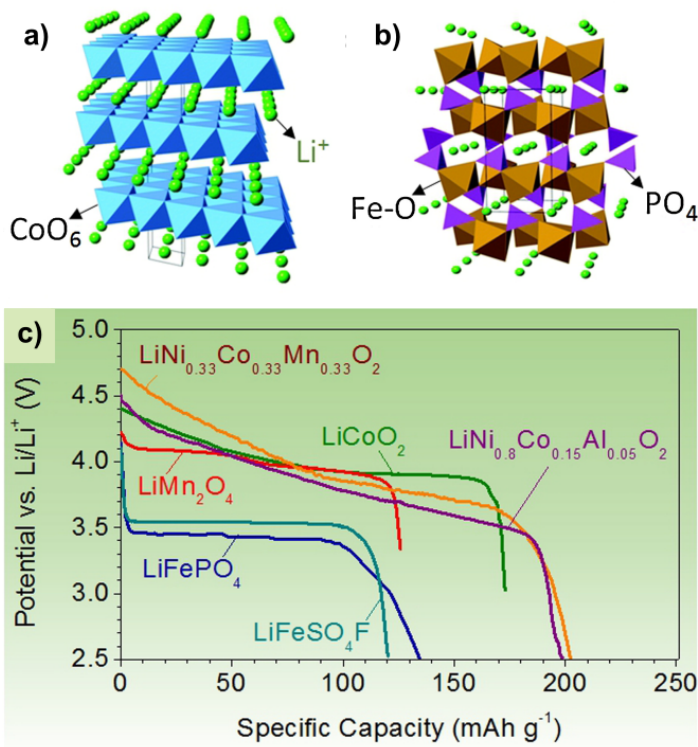 a)
b)
Li⁺
CoO₆
Fe-O
PO₄
c)
5.0
4.5
4.0
3.5
3.0
2.5
Potential vs. Li/Li⁺ (V)
LiNi₀.₃₃Co₀.₃₃Mn₀.₃₃O₂
LiCoO₂
LiNi₀.₈Co₀.₁₅Al₀.₀₅O₂
LiMn₂O₄
LiFePO₄
LiFeSO₄F
0
50
100
150
200
250
Specific Capacity (mAh g⁻¹)